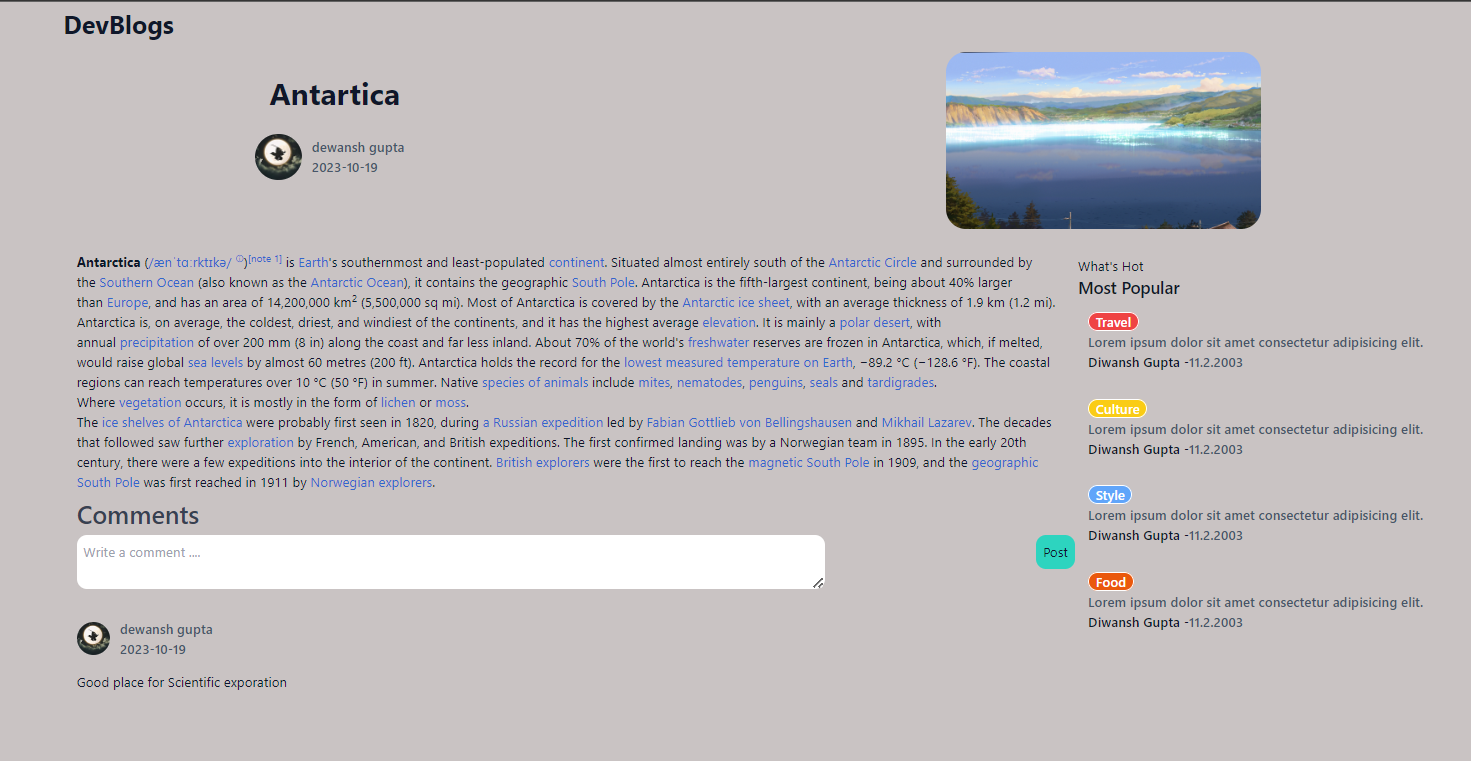 DevBlogs
Antartica
dewansh gupta
2023-10-19
Antarctica (/ænˈtɑːrktɪkə/ ⓘ)[note 1] is Earth's southernmost and least-populated continent. Situated almost entirely south of the Antarctic Circle and surrounded by
the Southern Ocean (also known as the Antarctic Ocean), it contains the geographic South Pole. Antarctica is the fifth-largest continent, being about 40% larger
than Europe, and has an area of 14,200,000 km2 (5,500,000 sq mi). Most of Antarctica is covered by the Antarctic ice sheet, with an average thickness of 1.9 km (1.2 mi).
Antarctica is, on average, the coldest, driest, and windiest of the continents, and it has the highest average elevation. It is mainly a polar desert, with
annual precipitation of over 200 mm (8 in) along the coast and far less inland. About 70% of the world's freshwater reserves are frozen in Antarctica, which, if melted,
would raise global sea levels by almost 60 metres (200 ft). Antarctica holds the record for the lowest measured temperature on Earth, −89.2 °C (−128.6 °F). The coastal
regions can reach temperatures over 10 °C (50 °F) in summer. Native species of animals include mites, nematodes, penguins, seals and tardigrades.
Where vegetation occurs, it is mostly in the form of lichen or moss.
The ice shelves of Antarctica were probably first seen in 1820, during a Russian expedition led by Fabian Gottlieb von Bellingshausen and Mikhail Lazarev. The decades
that followed saw further exploration by French, American, and British expeditions. The first confirmed landing was by a Norwegian team in 1895. In the early 20th
century, there were a few expeditions into the interior of the continent. British explorers were the first to reach the magnetic South Pole in 1909, and the geographic
South Pole was first reached in 1911 by Norwegian explorers.
Comments
Write a comment ....
Post
dewansh gupta
2023-10-19
Good place for Scientific exporation
What's Hot
Most Popular
Travel
Lorem ipsum dolor sit amet consectetur adipisicing elit.
Diwansh Gupta -11.2.2003
Culture
Lorem ipsum dolor sit amet consectetur adipisicing elit.
Diwansh Gupta -11.2.2003
Style
Lorem ipsum dolor sit amet consectetur adipisicing elit.
Diwansh Gupta -11.2.2003
Food
Lorem ipsum dolor sit amet consectetur adipisicing elit.
Diwansh Gupta -11.2.2003